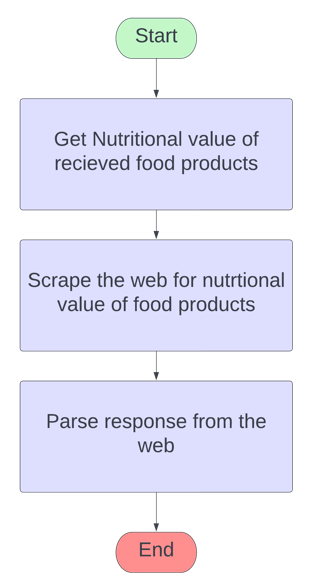 Start
Get Nutritional value of
recieved food products
Scrape the web for nutrtional
value of food products
Parse response from the
web
End